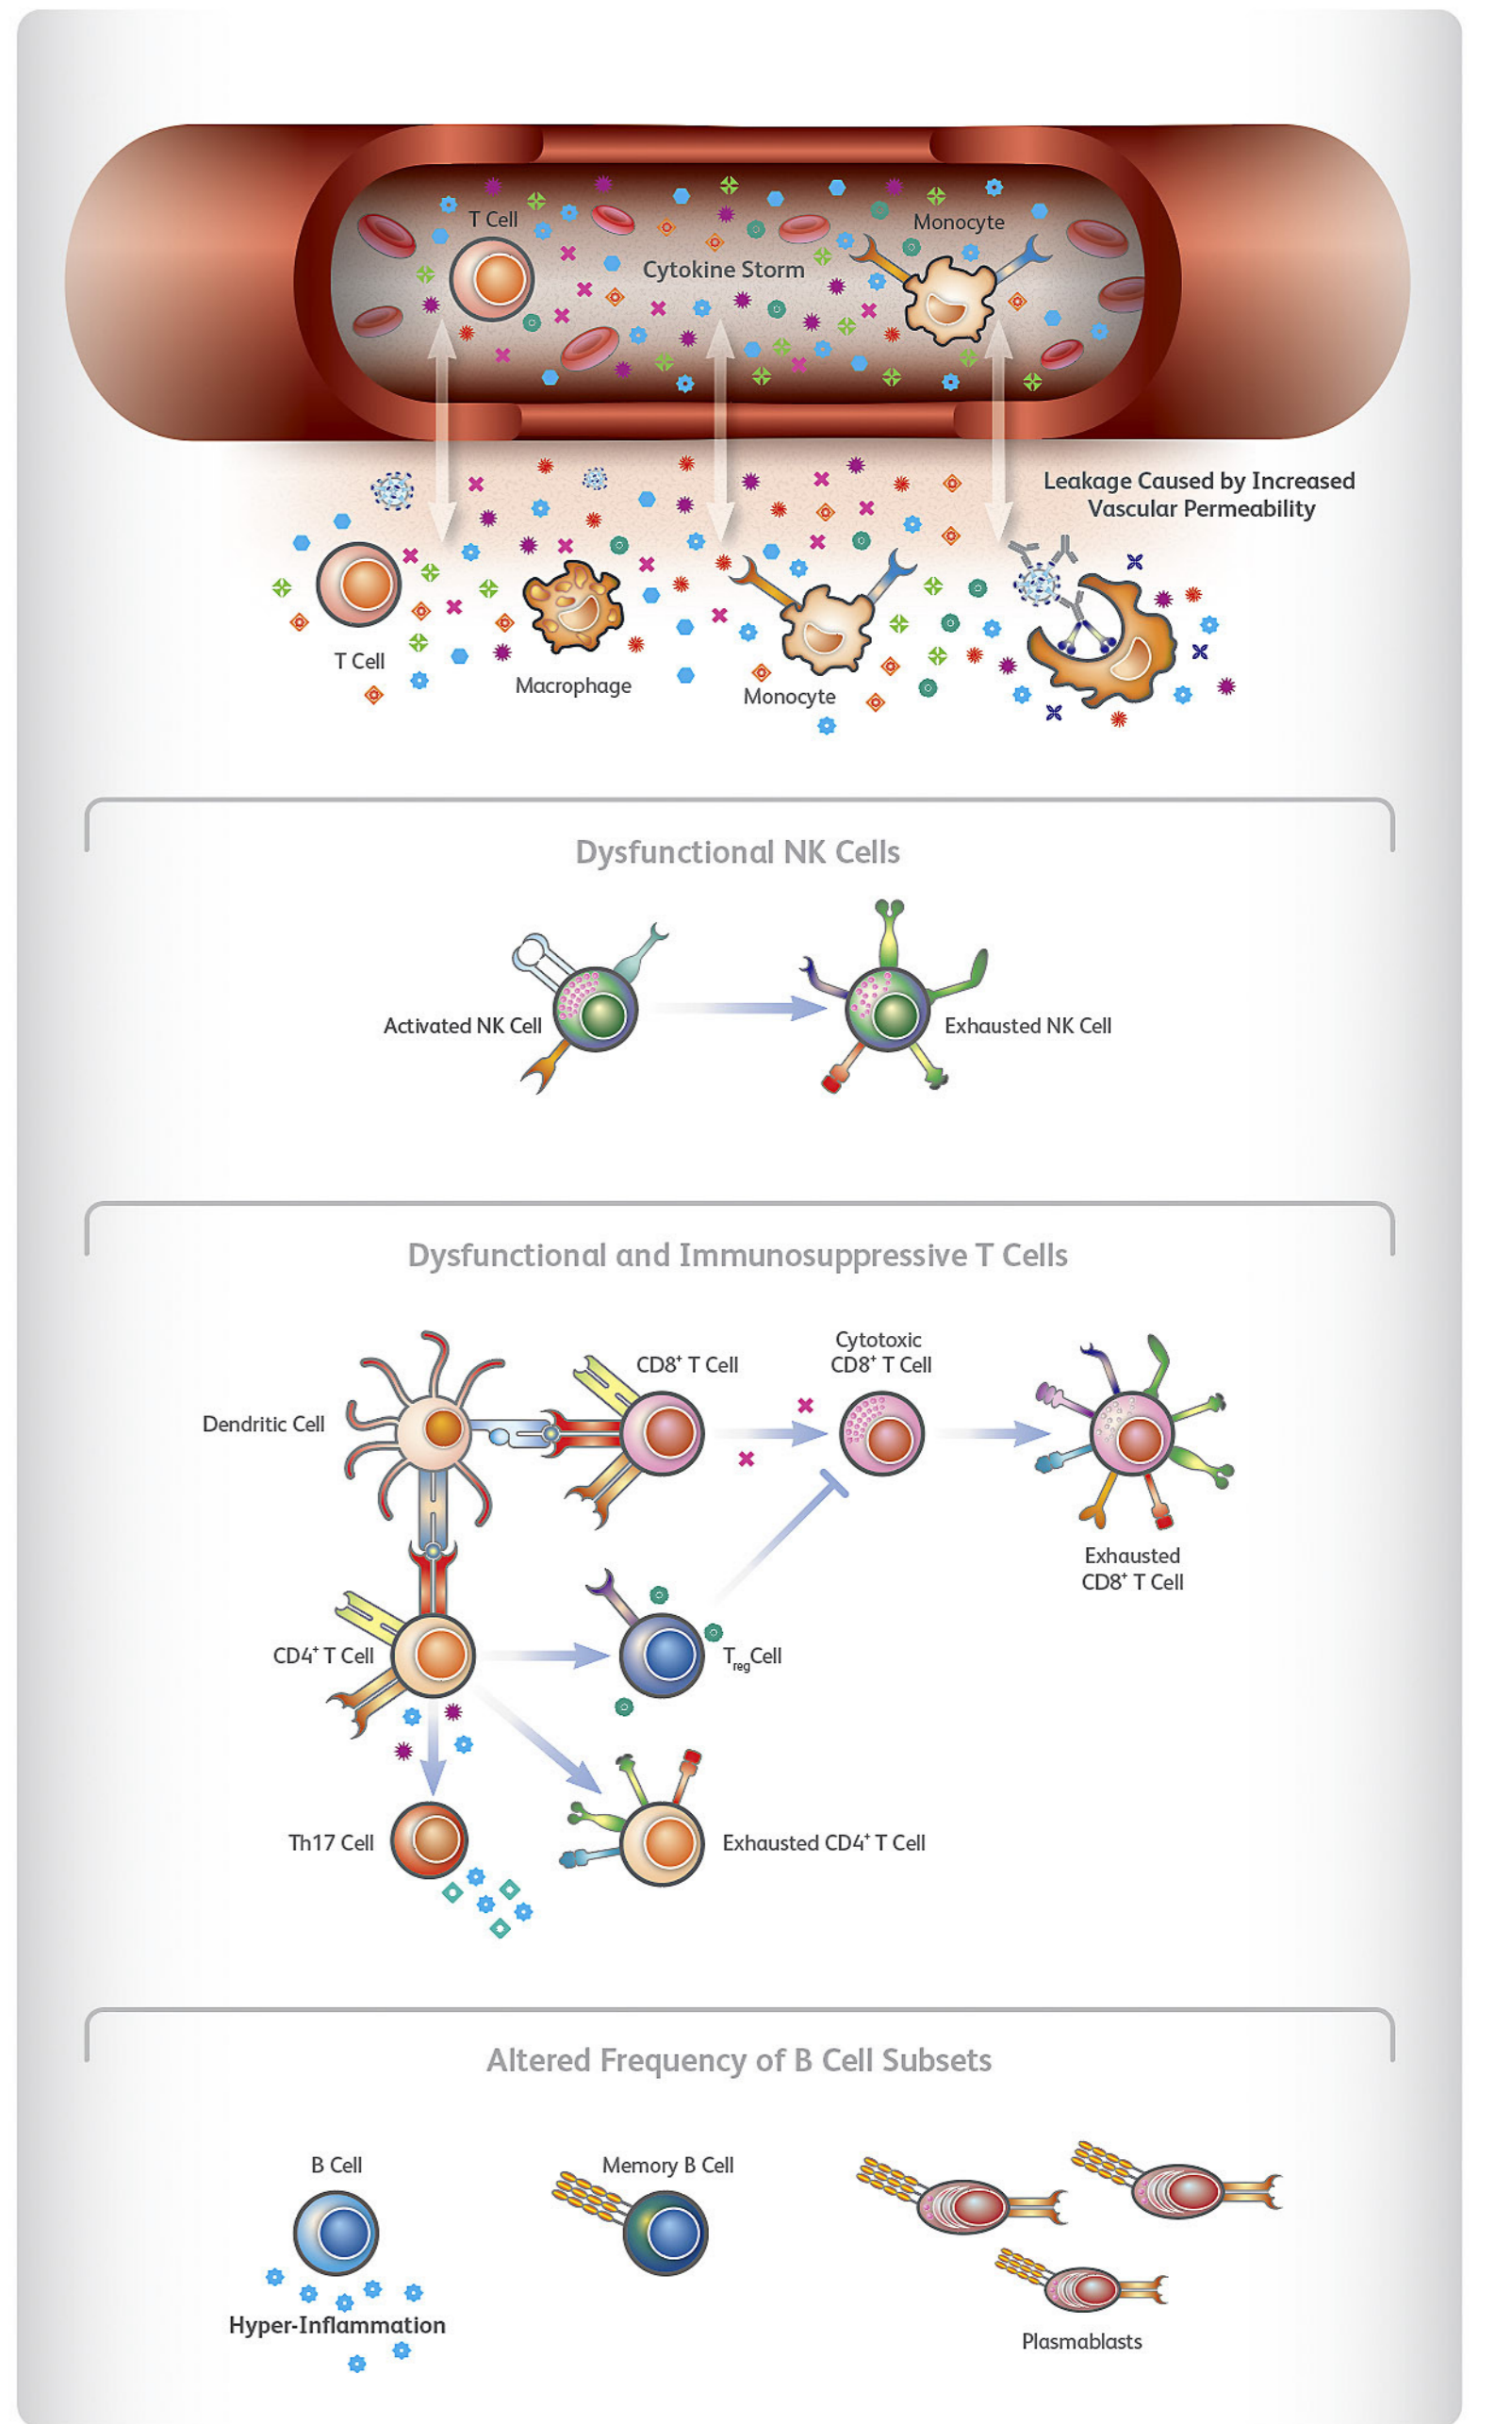 T Cell
Monocyte
Cytokine Storm
Leakage Caused by Increased
Vascular Permeability
T Cell
Macrophage
Monocyte
Dysfunctional NK Cells
Activated NK Cell
Exhausted NK Cell
Dysfunctional and Immunosuppressive T Cells
Dendritic Cell
CD8⁺ T Cell
Cytotoxic
CD8⁺ T Cell
Exhausted
CD8⁺ T Cell
CD4⁺ T Cell
Treg Cell
Th17 Cell
Exhausted CD4⁺ T Cell
Altered Frequency of B Cell Subsets
B Cell
Memory B Cell
Hyper-Inflammation
Plasmablasts